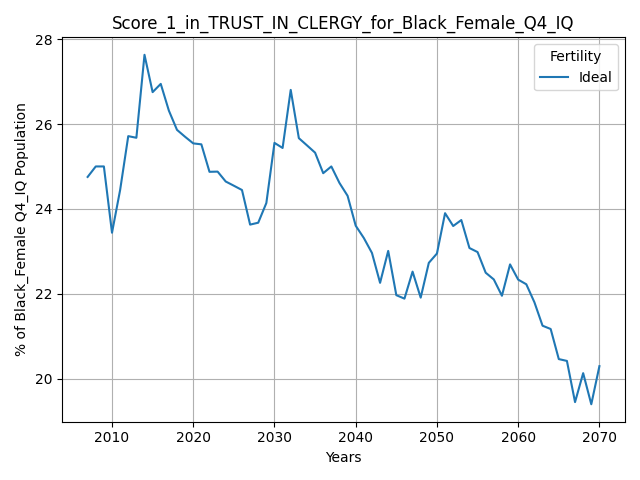 Score_1_in_TRUST_IN_CLERGY_for_Black_Female_Q4_IQ
Fertility
Ideal
% of Black_Female Q4_IQ Population
28
26
24
22
20
2010 2020 2030 2040 2050 2060 2070
Years